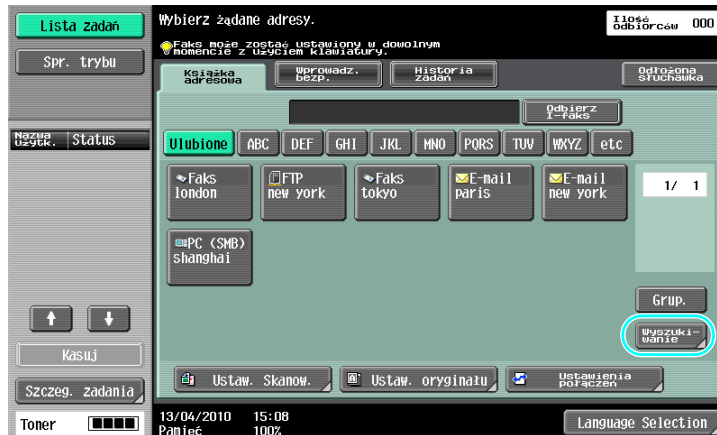 Lista zadań
Spr. trybu
Nazwa użytk.
Status
Kasuj
Szczeg. zadania
Toner
Wybierz żądane adresy.
Ilość odbiorców 000
Faks może zostać ustawiony w dowolnym
momencie z użyciem klawiatury.
Książka adresowa
Wprowadz. bezp.
Historia zadań
Odłożona słuchawka
Odbierz I-faks
Ulubione ABC DEF GHI JKL MNO PQRS TUV WXYZ etc
Faks london
FTP new york
Faks tokyo
E-mail paris
E-mail new york
1/ 1
PC (SMB) shanghai
Grup.
Wyszuki-
wanie
Ustaw. Skanow.
Ustaw. oryginału
Ustawienia połączeń
13/04/2010 15:08
Pamięć 100%
Language Selection